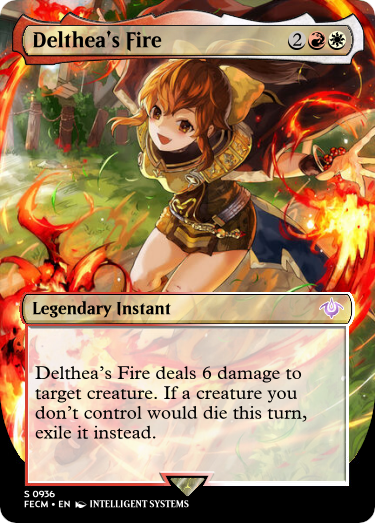 Delthea's Fire 2
Legendary Instant
Delthea's Fire deals 6 damage to
target creature. If a creature you
don't control would die this turn,
exile it instead.
S 0936
FECM • EN INTELLIGENT SYSTEMS